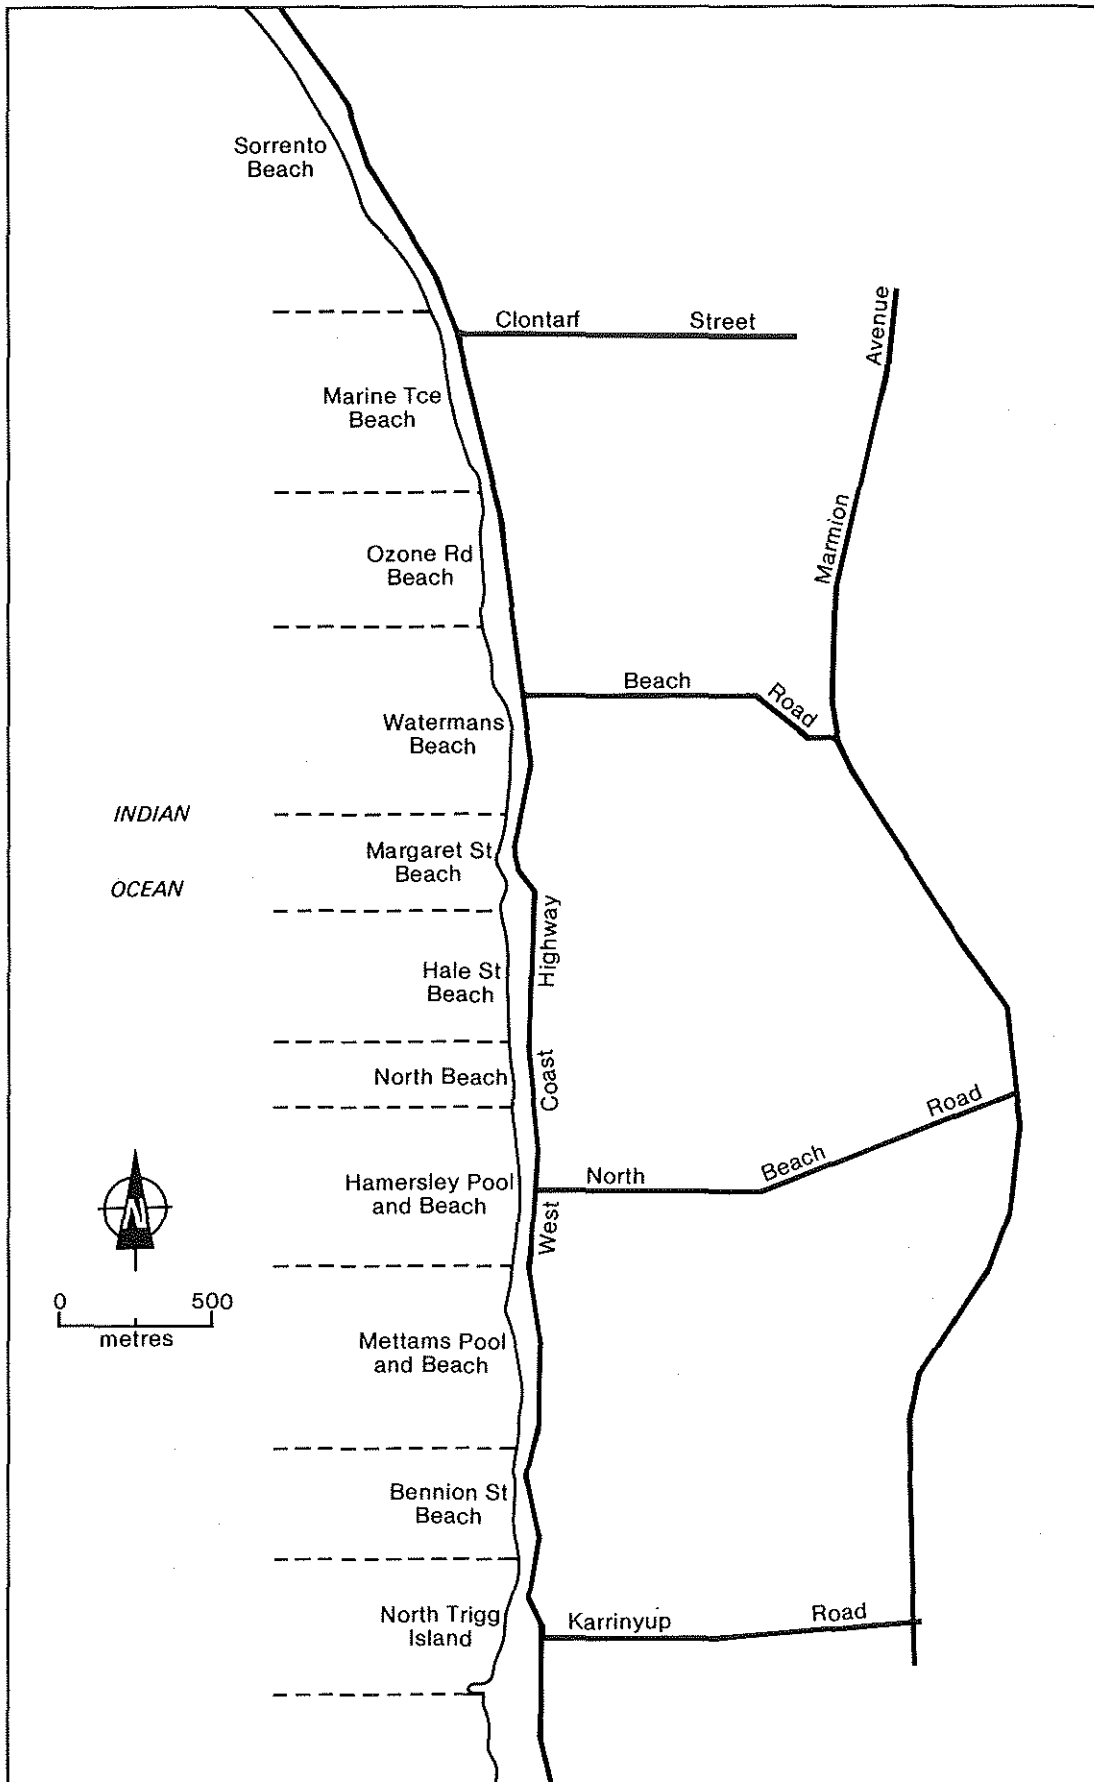 Sorrento
Beach
Clontarf Street
Avenue
Marine Tce
Beach
Marmion
Ozone Rd
Beach
Beach
Road
Watermans
Beach
INDIAN
OCEAN
Margaret St
Beach
Highway
Hale St
Beach
Coast
North Beach
Road
Beach
North
Hamersley Pool
and Beach
West
N
0 500
metres
Mettams Pool
and Beach
Bennion St
Beach
North Trigg
Island
Karrinyup Road